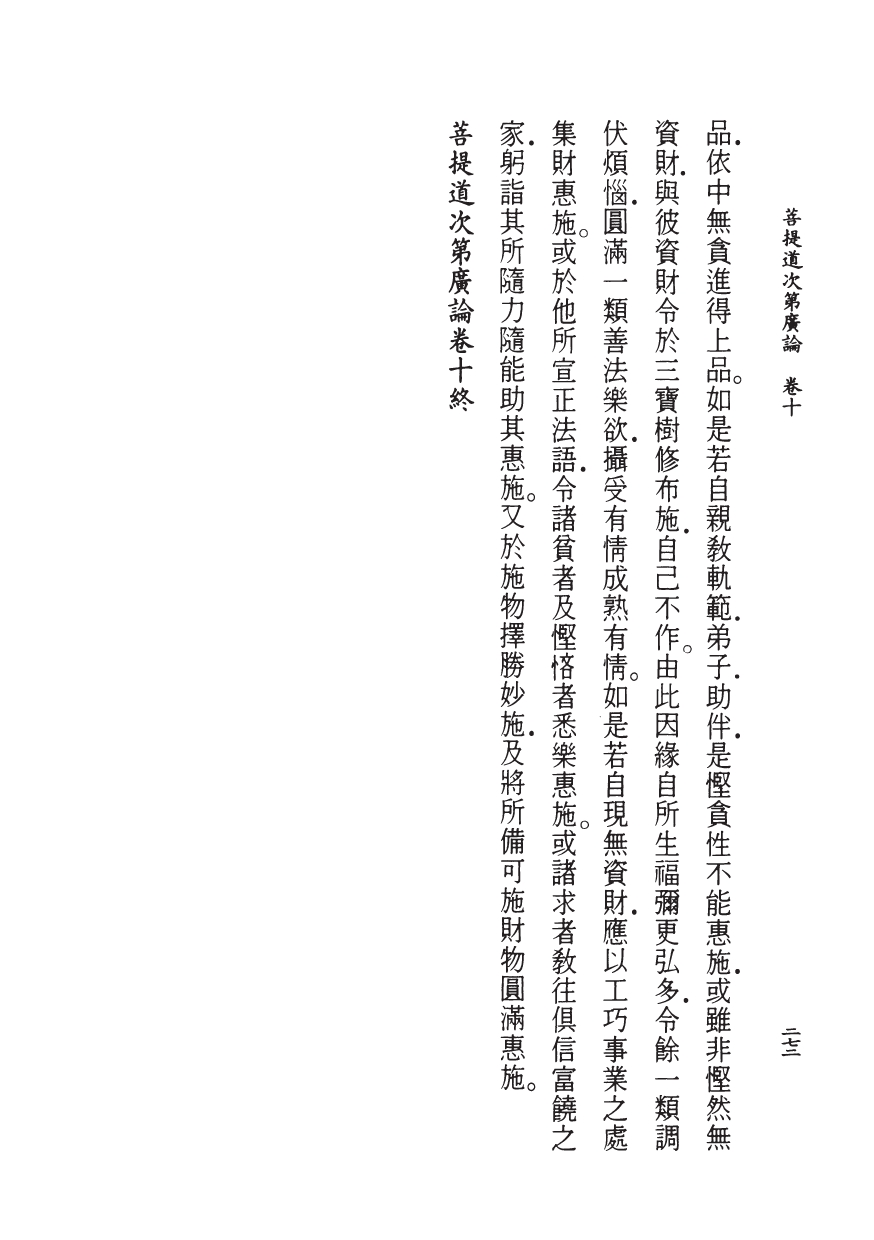 菩提道次第廣論　卷十
二七三
品．依中無貪進得上品。如是若自親教軌範．弟子．助伴．是慳貪性不能惠施．或雖非慳然無
資財．與彼資財令於三寶樹修布施．自己不作。由此因緣自所生福彌更弘多．令餘一類調
伏煩惱．圓滿一類善法樂欲．攝受有情成熟有情。如是若自現無資財．應以工巧事業之處
集財惠施。或於他所宣正法語．令諸貧者及慳悋者悉樂惠施。或諸求者教往俱信富饒之
家．躬詣其所隨力隨能助其惠施。又於施物擇勝妙施．及將所備可施財物圓滿惠施。
菩提道次第廣論卷十終